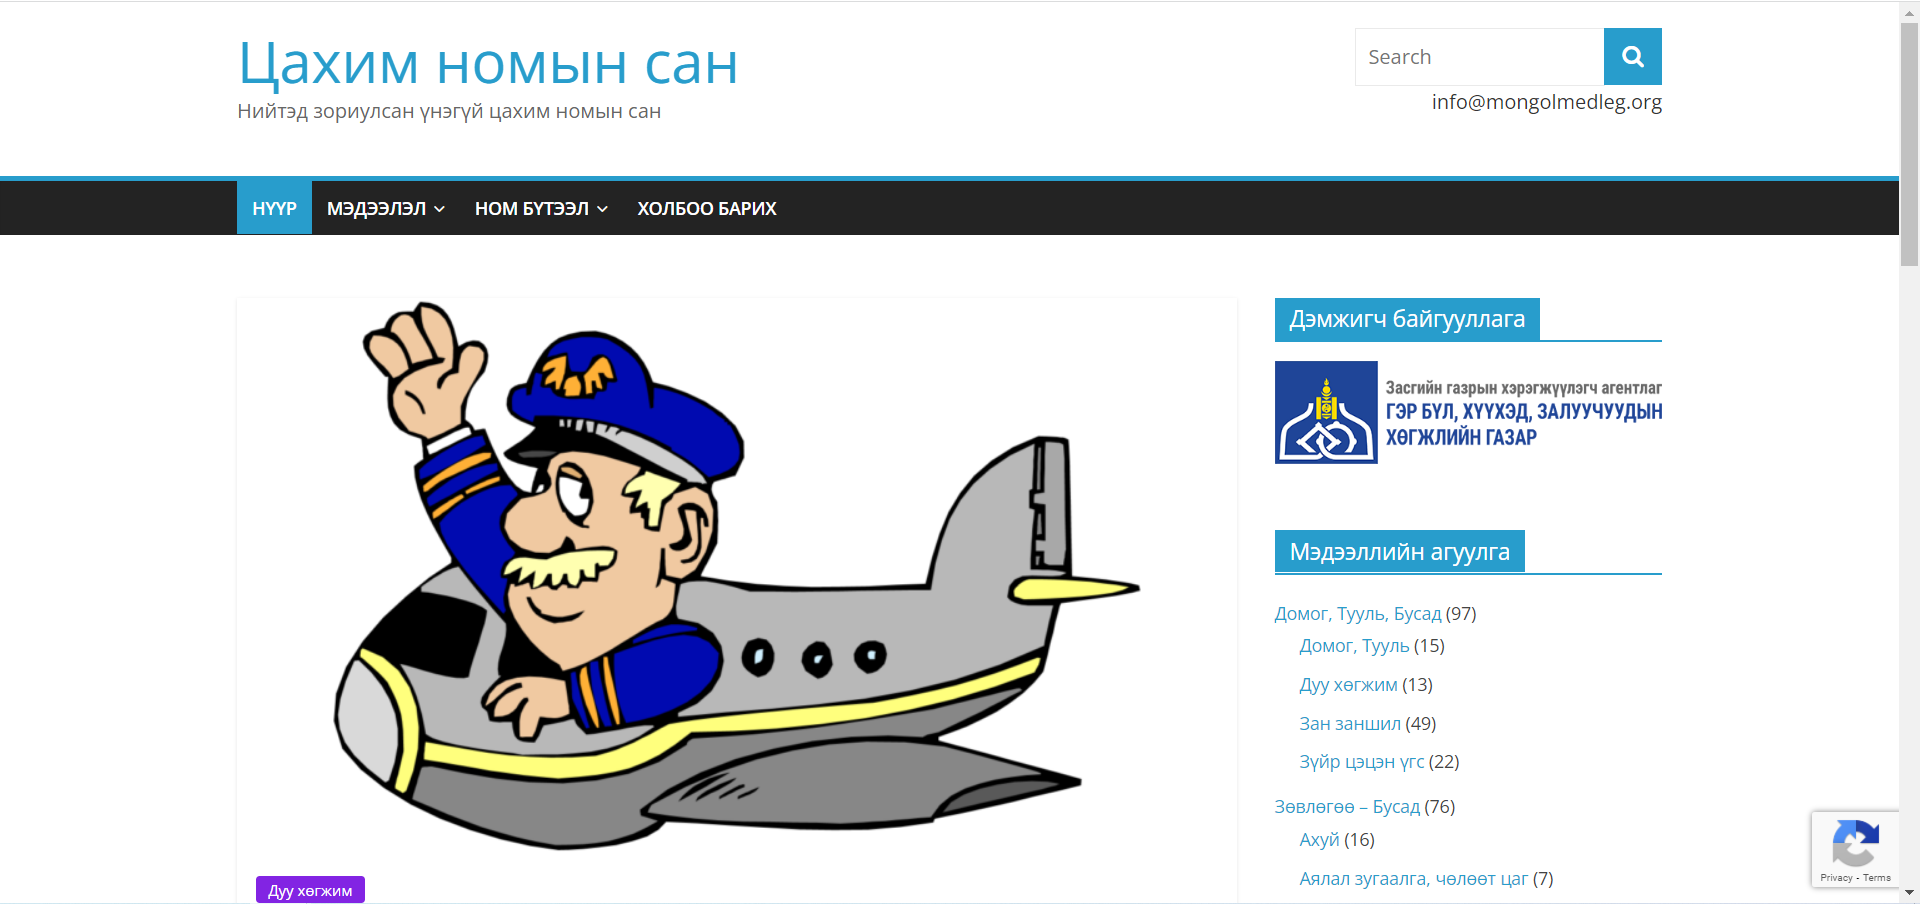 Цахим номын сан
Нийтэд зориулсан үнэгүй цахим номын сан
Search
info@mongolmedleg.org
НҮҮР МЭДЭЭЛЭЛ НОМ БҮТЭЭЛ ХОЛБОО БАРИХ
Дуу хөгжим
Дэмжигч байгууллага
Засгийн газрын хэрэгжүүлэгч агентлаг
ГЭР БҮЛ, ХҮҮХЭД, ЗАЛУУЧУУДЫН
ХӨГЖЛИЙН ГАЗАР
Мэдээллийн агуулга
Домог, Тууль, Бусад (97)
Домог, Тууль (15)
Дуу хөгжим (13)
Зан заншил (49)
Зүйр цэцэн үгс (22)
Зөвлөгөө – Бусад (76)
Ахуй (16)
Аялал зугаалга, чөлөөт цаг (7)
Privacy - Terms